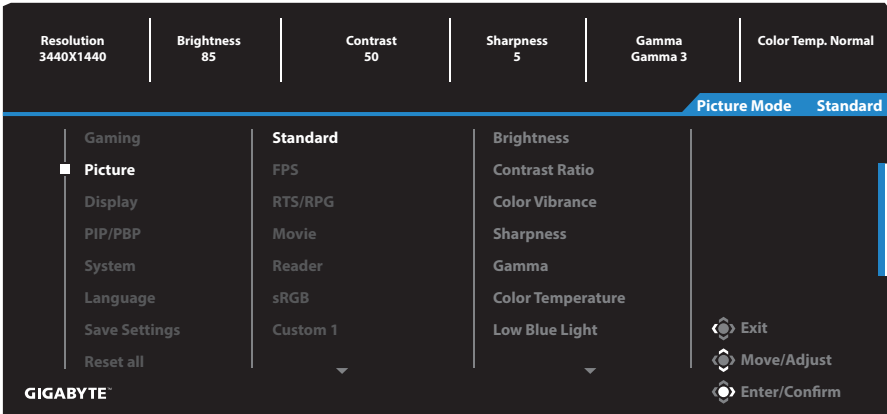 Resolution
3440X1440
Brightness
85
Contrast
50
Sharpness
5
Gamma
Gamma 3
Color Temp. Normal
Picture Mode Standard
Gaming
Picture
Display
PIP/PBP
System
Language
Save Settings
Reset all
Standard
FPS
RTS/RPG
Movie
Reader
sRGB
Custom 1
Brightness
Contrast Ratio
Color Vibrance
Sharpness
Gamma
Color Temperature
Low Blue Light
Exit
Move/Adjust
Enter/Confirm
GIGABYTE™